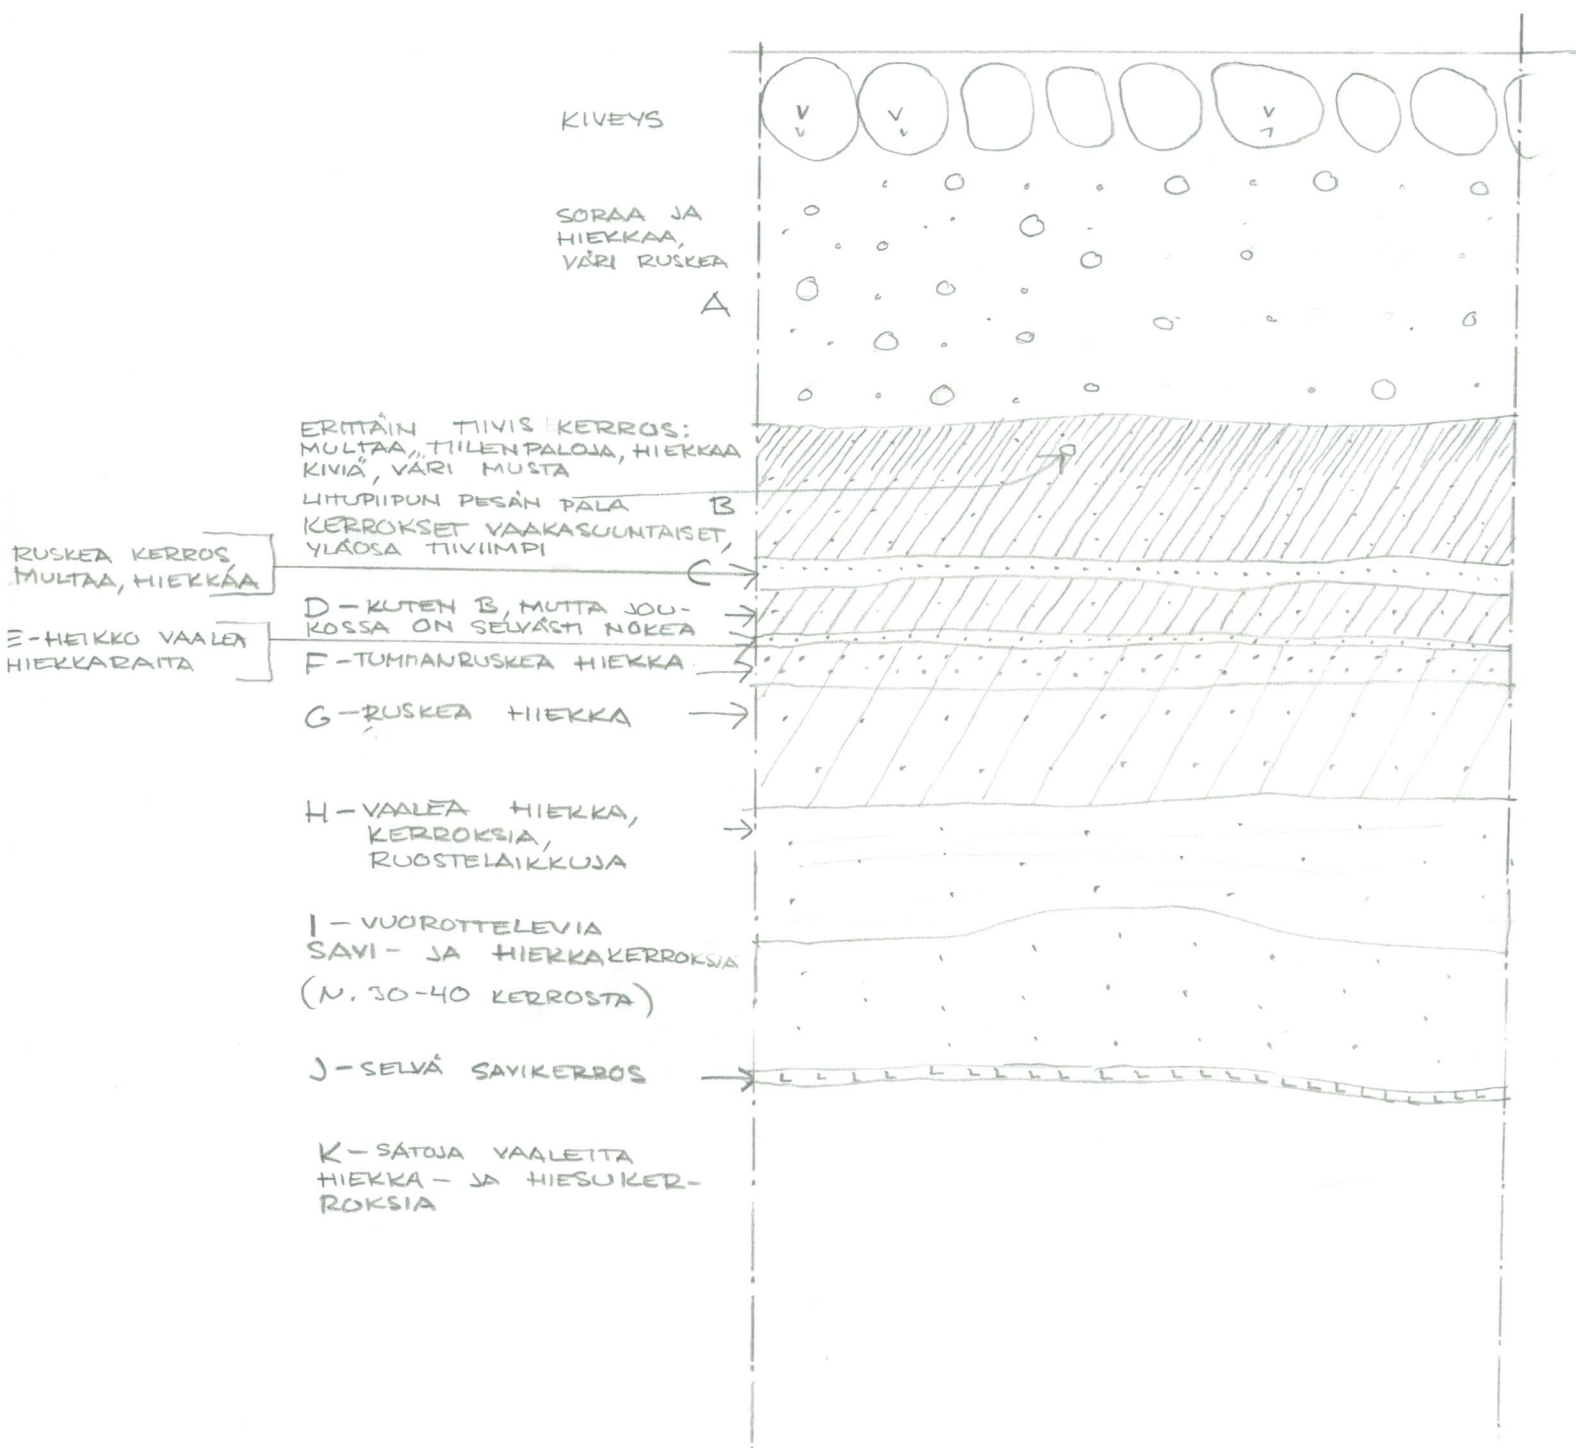 KIVEYS
SORAA JA
HIEKKAA,
VÄRI RUSKEA
A
ERITTÄIN TIIVIS KERROS:
MULTAA,, TIILENPALOJA, HIEKKAA
KIVIÄ, VÄRI MUSTA
LIITUPIIPUN PESÄN PALA
B
KERROKSET VAAKASUUNTAISET,
YLÄOSA TIIVIIMPI
RUSKEA KERROS
MULTAA, HIEKKAA
C
D-KUTEN B, MUTTA JOU-
KOSSA ON SELVÄSTI NOKEA
E-HEIKKO VAALEA
HIEKKARAITA
F-TUMMANRUSKEA HIEKKA
G-RUSKEA HIEKKA
H-VAALEA HIEKKA,
KERROKSIA,
RUOSTELAIKKUJA
I - VUOROTTELEVIA
SAVI- JA HIEKKAKERROKSIA
(N. 30-40 KERROSTA)
J-SELVÄ SAVIKERROS
K-SATOJA VAALEITA
HIEKKA- JA HIESUKER-
ROKSIA